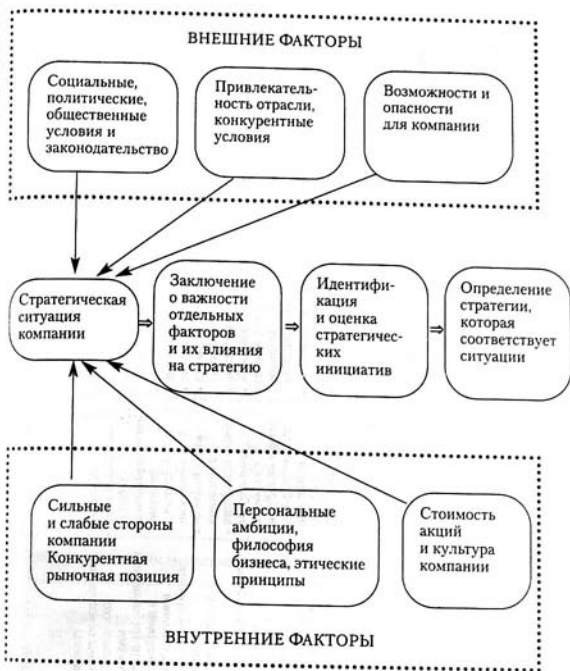 ВНЕШНИЕ ФАКТОРЫ
Социальные,
политические,
общественные
условия и
законодательство
Привлекатель-
ность отрасли,
конкурентные
условия
Возможности и
опасности
для компании
Стратегическая
ситуация
компании
Заключение
о важности
отдельных
факторов
и их влияния
на стратегию
Идентифи-
кация
и оценка
стратегичес-
ких
инициатив
Определение
стратегии,
которая
соответствует
ситуации
Сильные
и слабые стороны
компании
Конкурентная
рыночная позиция
Персональные
амбиции,
философия
бизнеса, этические
принципы
Стоимость
акций
и культура
компании
ВНУТРЕННИЕ ФАКТОРЫ